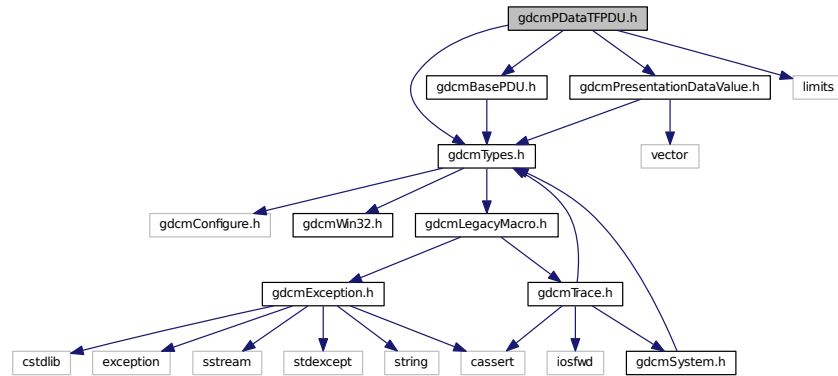 gdcmPDataTFPDU.h
gdcmBasePDU.h
gdcmPresentationDataValue.h
limits
gdcmTypes.h
vector
gdcmConfigure.h
gdcmWin32.h
gdcmLegacyMacro.h
gdcmException.h
gdcmTrace.h
cstdlib
exception
sstream
stdexcept
string
cassert
iosfwd
gdcmSystem.h